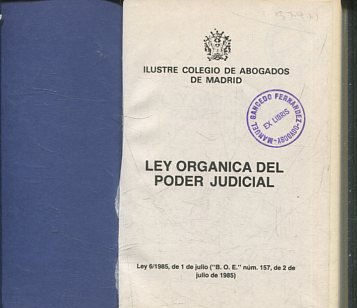 ILUSTRE COLEGIO DE ABOGADOS
DE MADRID
MANUEL GANCEDO FERNANDEZ
EX LIBRIS
-ABOGADO-
LEY ORGANICA DEL
PODER JUDICIAL
Ley 6/1985, de 1 de julio ("B. O. E." núm. 157, de 2 de
julio de 1985)